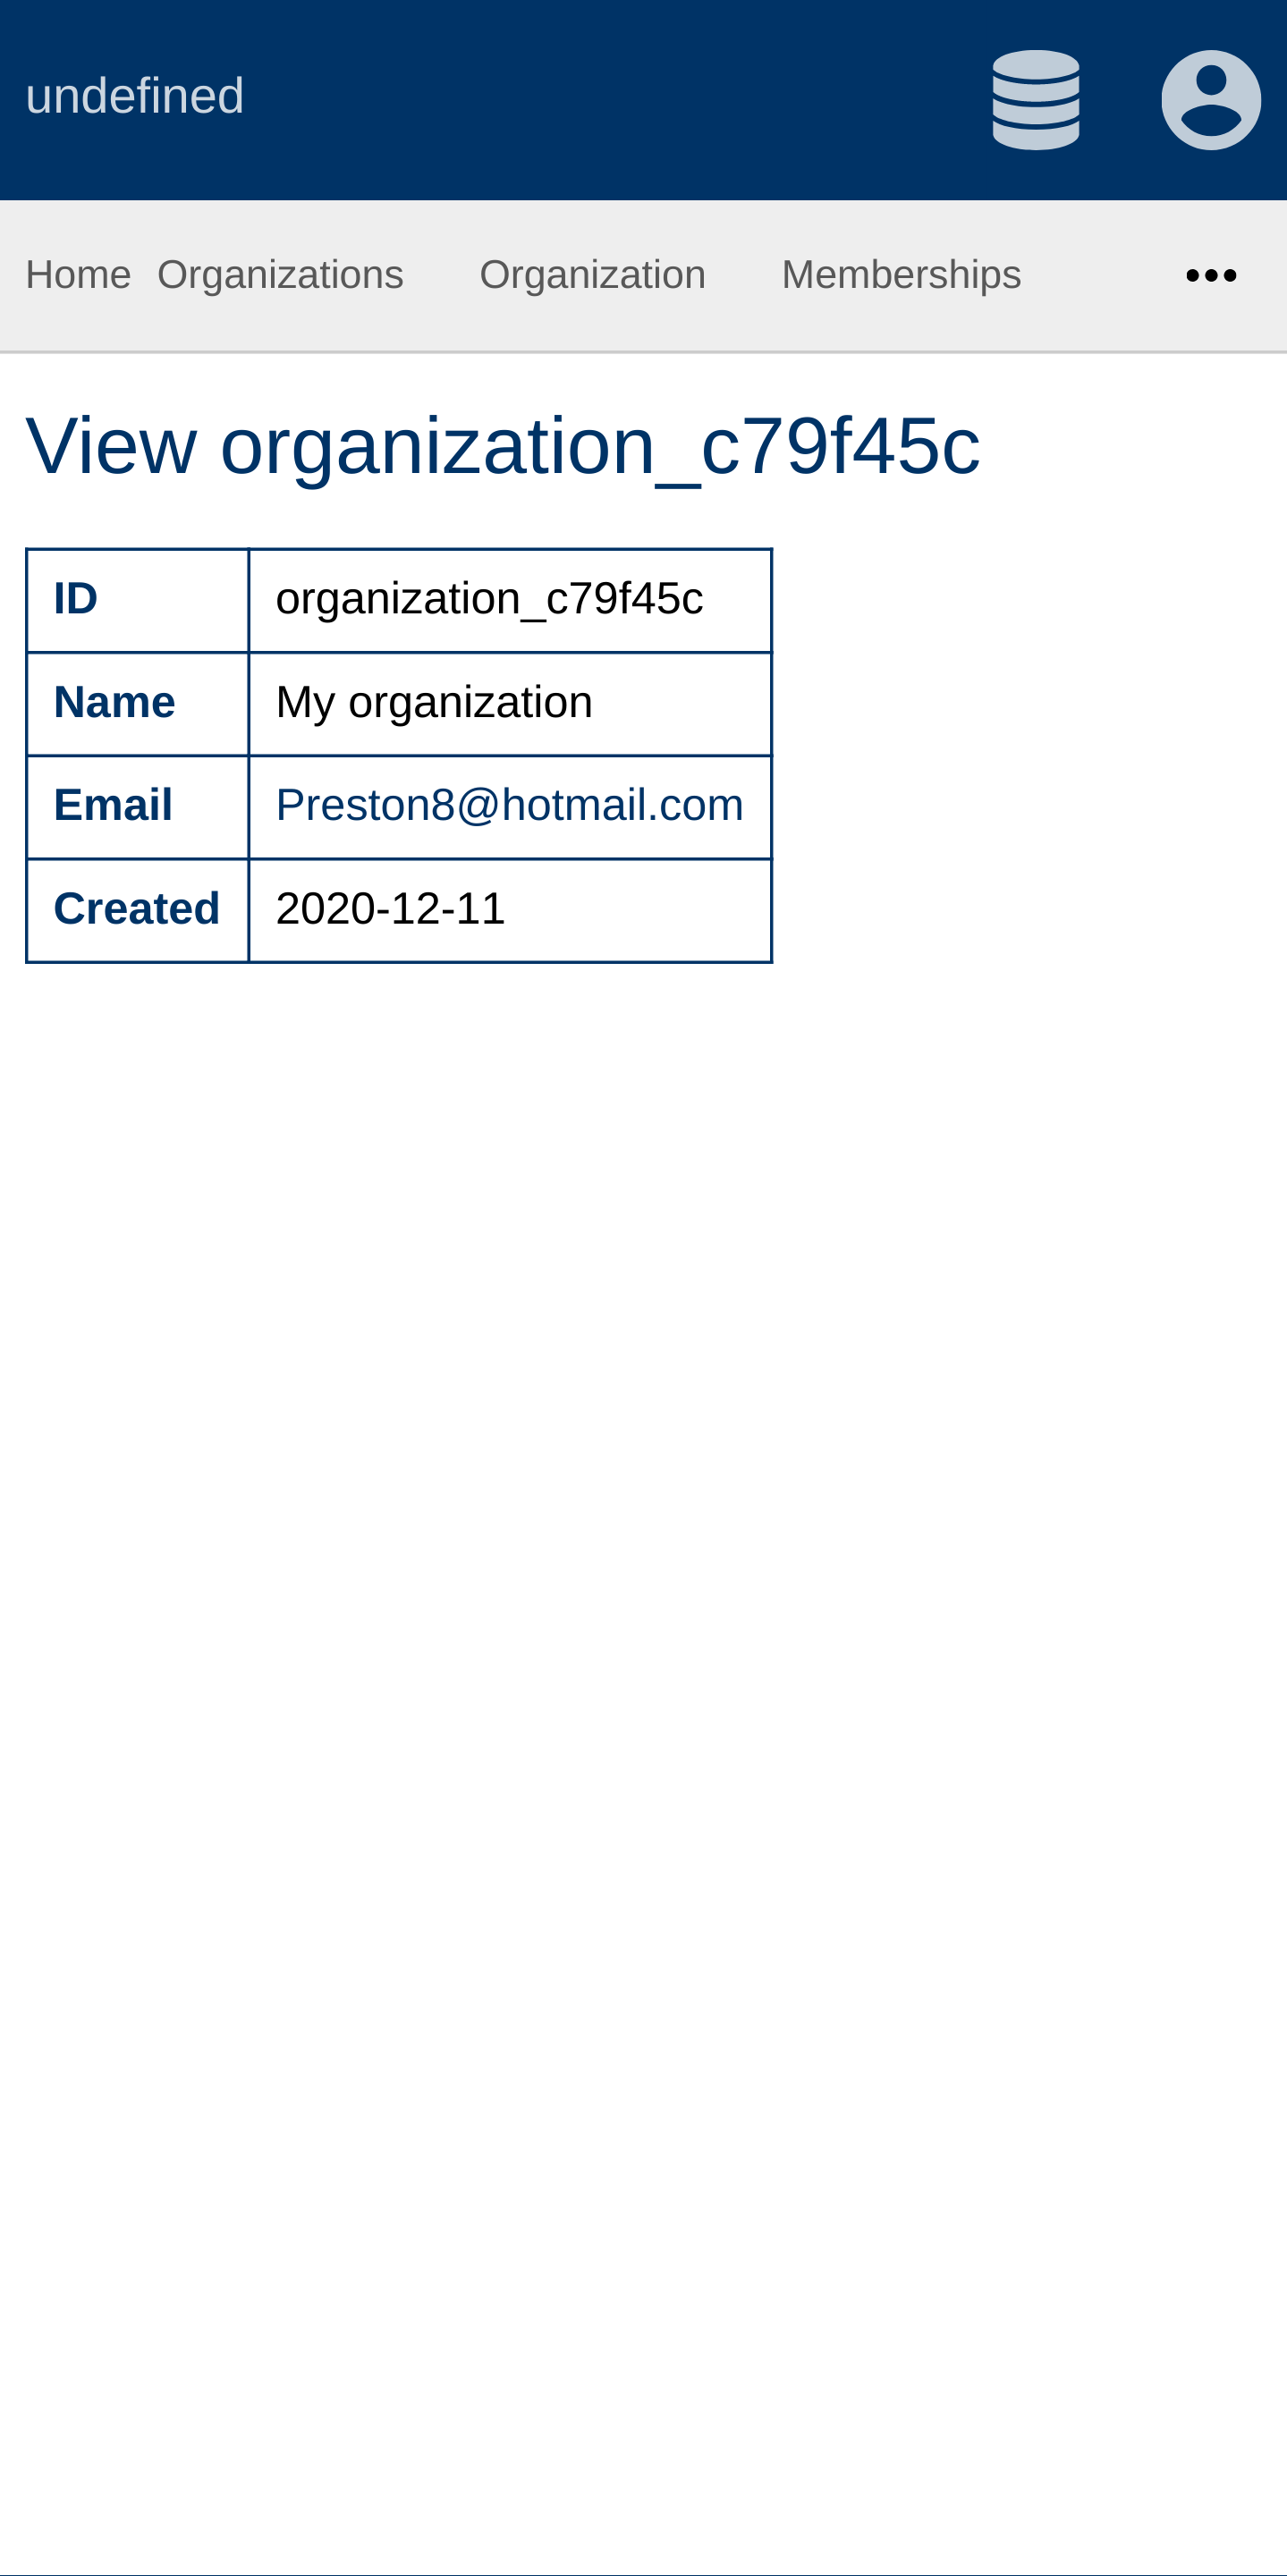 undefined
Home Organizations Organization Memberships
View organization_c79f45c
ID organization_c79f45c
Name My organization
Email Preston8@hotmail.com
Created 2020-12-11